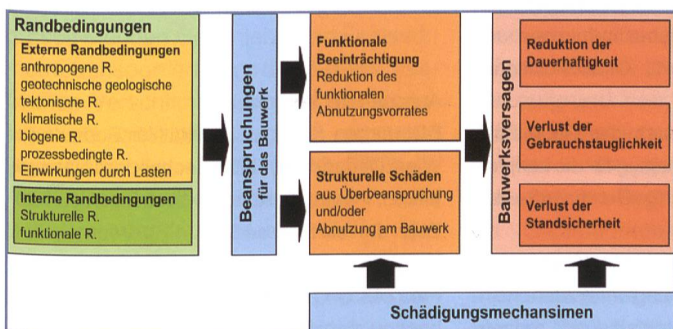 Randbedingungen
Externe Randbedingungen
anthropogene R.
geotechnische geologische
tektonische R.
klimatische R.
biogene R.
prozessbedingte R.
Einwirkungen durch Lasten
Interne Randbedingungen
Strukturelle R.
funktionale R.
Beanspruchungen
für das Bauwerk
Funktionale
Beeinträchtigung
Reduktion des
funktionalen
Abnutzungsvorrates
Strukturelle Schäden
aus Überbeanspruchung
und/oder
Abnutzung am Bauwerk
Bauwerksversagen
Reduktion der
Dauerhaftigkeit
Verlust der
Gebrauchstauglichkeit
Verlust der
Standsicherheit
Schädigungsmechansimen